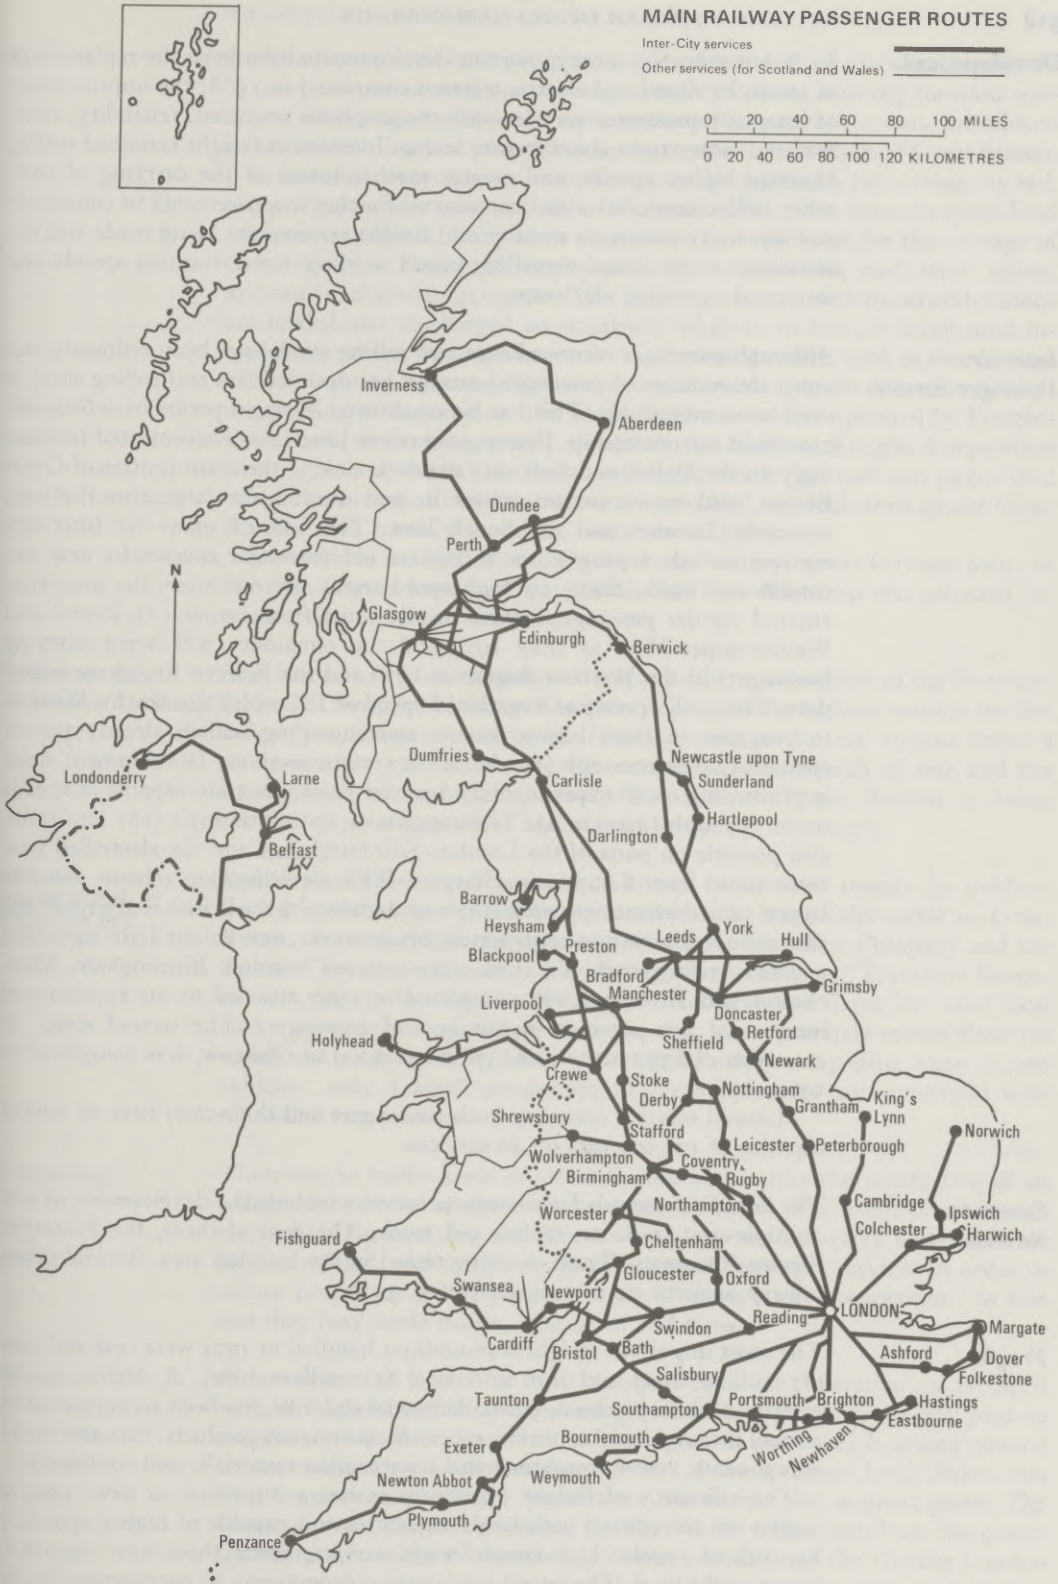 MAIN RAILWAY PASSENGER ROUTES
Inter-City services
Other services (for Scotland and Wales)
0 20 40 60 80 100 MILES
0 20 40 60 80 100 120 KILOMETRES
Inverness
Aberdeen
Dundee
Perth
N
Glasgow
Edinburgh
Berwick
Dumfries
Newcastle upon Tyne
Londonderry
Larne
Carlisle
Sunderland
Hartlepool
Darlington
Belfast
Barrow
York
Heysham
Leeds
Hull
Blackpool
Preston
Bradford
Grimsby
Manchester
Liverpool
Doncaster
Sheffield
Retford
Holyhead
Newark
Crewe
Stoke
Derby
Nottingham
Grantham
King's
Lynn
Shrewsbury
Stafford
Norwich
Leicester
Peterborough
Wolverhampton
Coventry
Birmingham
Rugby
Northampton
Cambridge
Worcester
Ipswich
Colchester
Harwich
Fishguard
Cheltenham
Gloucester
Oxford
Swansea
Newport
LONDON
Reading
Swindon
Margate
Cardiff
Bristol
Bath
Ashford
Dover
Folkestone
Salisbury
Taunton
Southampton
Portsmouth
Brighton
Hastings
Eastbourne
Bournemouth
Worthing
Newhaven
Exeter
Weymouth
Newton Abbot
Plymouth
Penzance